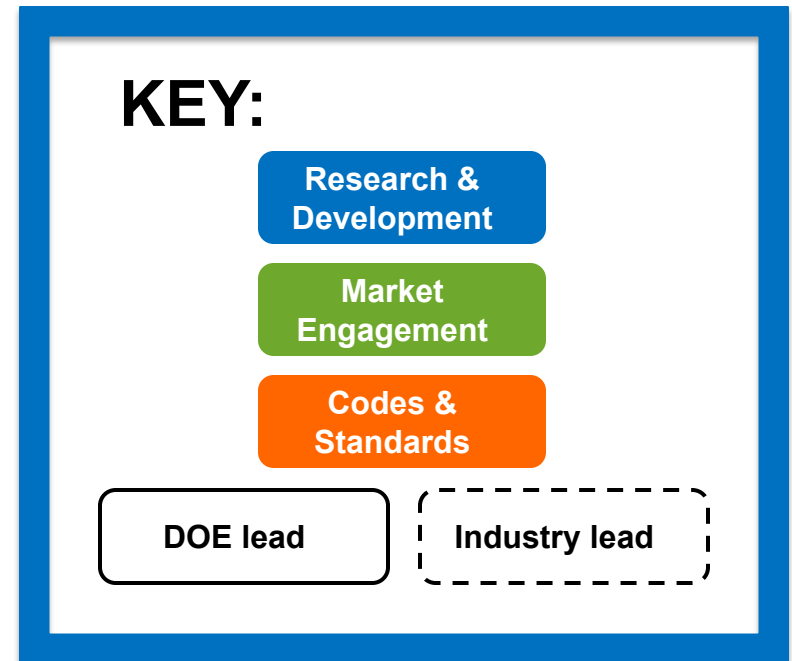 KEY:
Research &
Development
Market
Engagement
Codes &
Standards
DOE lead
Industry lead